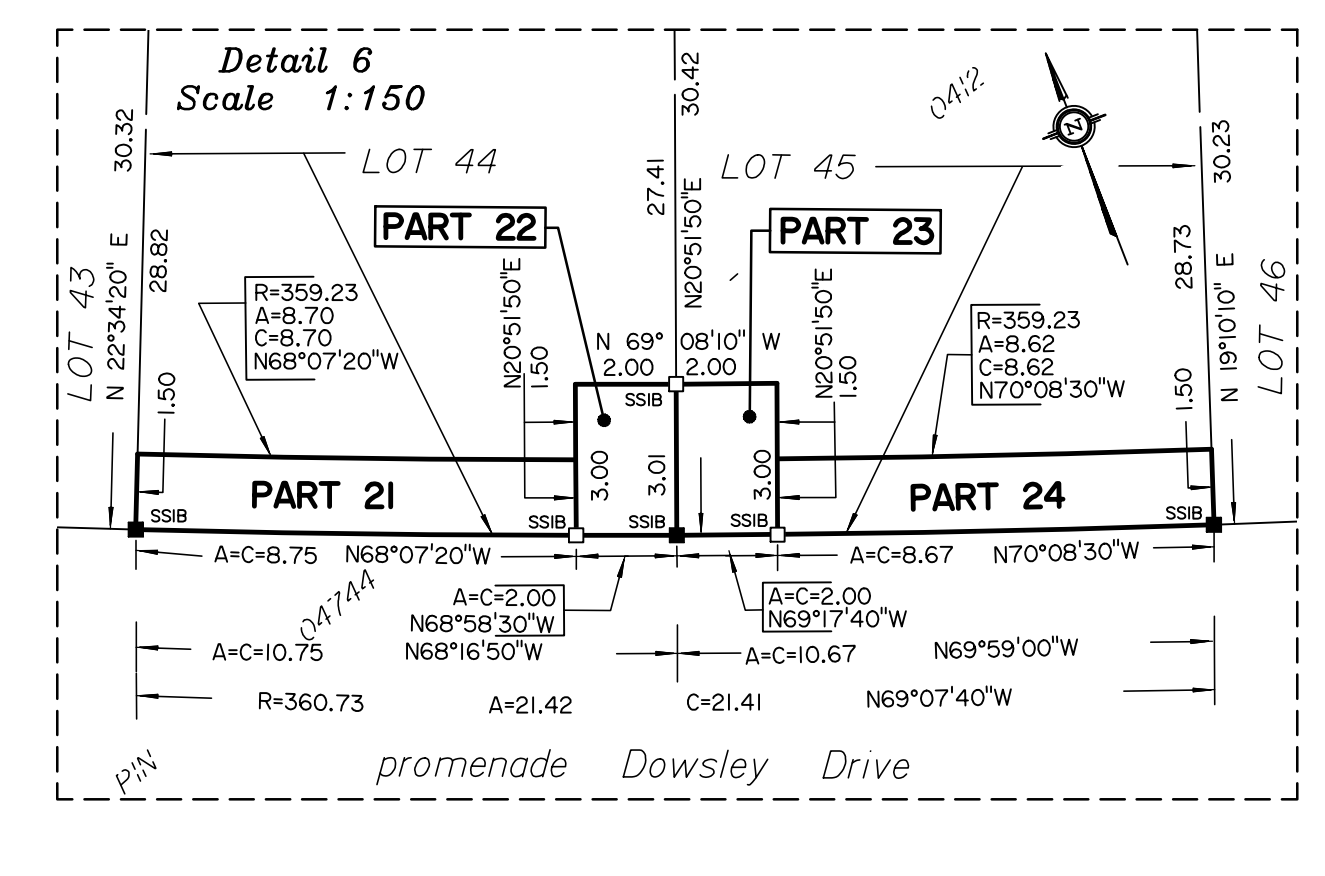 Detail 6
Scale 1:150
30.32
LOT 44
30.42
27.41
N20°51'50"E
LOT 45
0412
N
30.23
LOT 43
N 22°34'20" E
28.82
PART 22
PART 23
28.73
N 19°10'10" E
LOT 46
R=359.23
A=8.70
C=8.70
N68°07'20"W
N20°51'50"E
1.50
N 69° 08'10" W
2.00 2.00
N20°51'50"E
1.50
R=359.23
A=8.62
C=8.62
N70°08'30"W
1.50
1.50
SSIB
3.00
3.01
3.00
PART 21
PART 24
SSIB
SSIB
SSIB
SSIB
SSIB
A=C=8.75 N68°07'20"W
A=C=8.67 N70°08'30"W
04744
A=C=2.00
N68°58'30"W
A=C=2.00
N69°17'40"W
A=C=10.75 N68°16'50"W
A=C=10.67 N69°59'00"W
R=360.73 A=21.42 C=21.41 N69°07'40"W
PIN
promenade Dowsley Drive